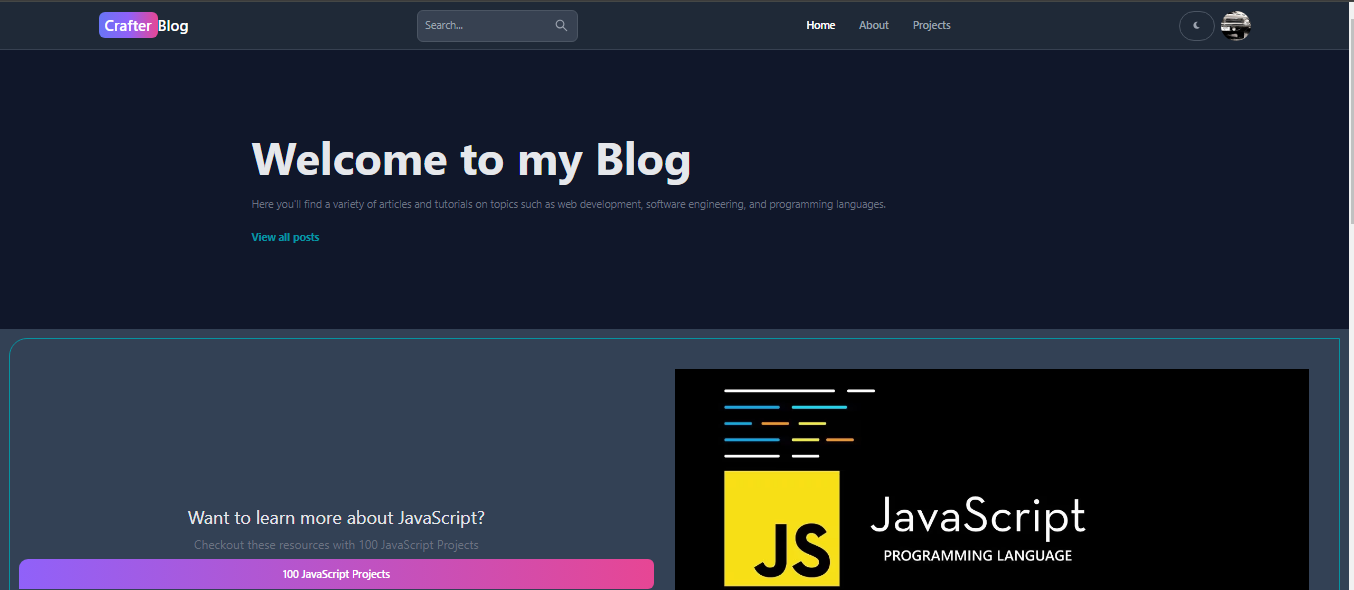 Crafter Blog
Search...
Home
About
Projects
Welcome to my Blog
Here you'll find a variety of articles and tutorials on topics such as web development, software engineering, and programming languages.
View all posts
Want to learn more about JavaScript?
Checkout these resources with 100 JavaScript Projects
100 JavaScript Projects
JS
JavaScript
PROGRAMMING LANGUAGE